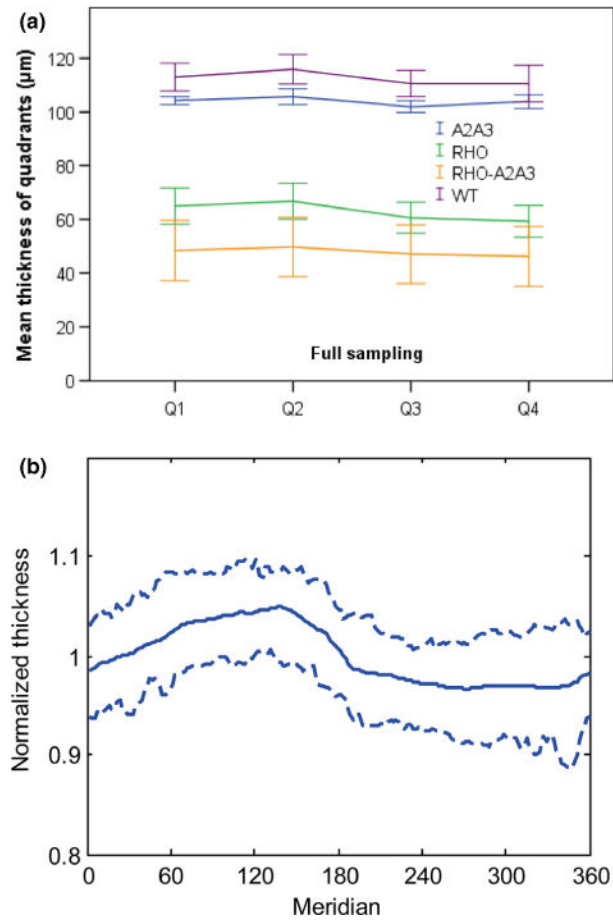 (a)
Mean thickness of quadrants (µm)
120
100
80
60
40
20
0
A2A3
RHO
RHO-A2A3
WT
Full sampling
Q1 Q2 Q3 Q4
(b)
Normalized thickness
1.1
1
0.9
0.8
0 60 120 180 240 300 360
Meridian